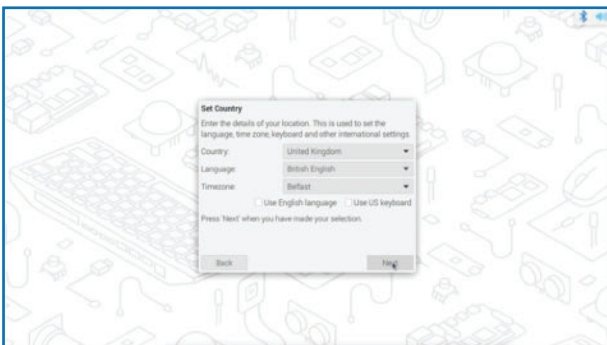 Set Country
Enter the details of your location. This is used to set the
language, time zone, keyboard and other international settings.
Country: United Kingdom
Language: British English
Timezone: Belfast
Use English language Use US keyboard
Press 'Next' when you have made your selection.
Back Next